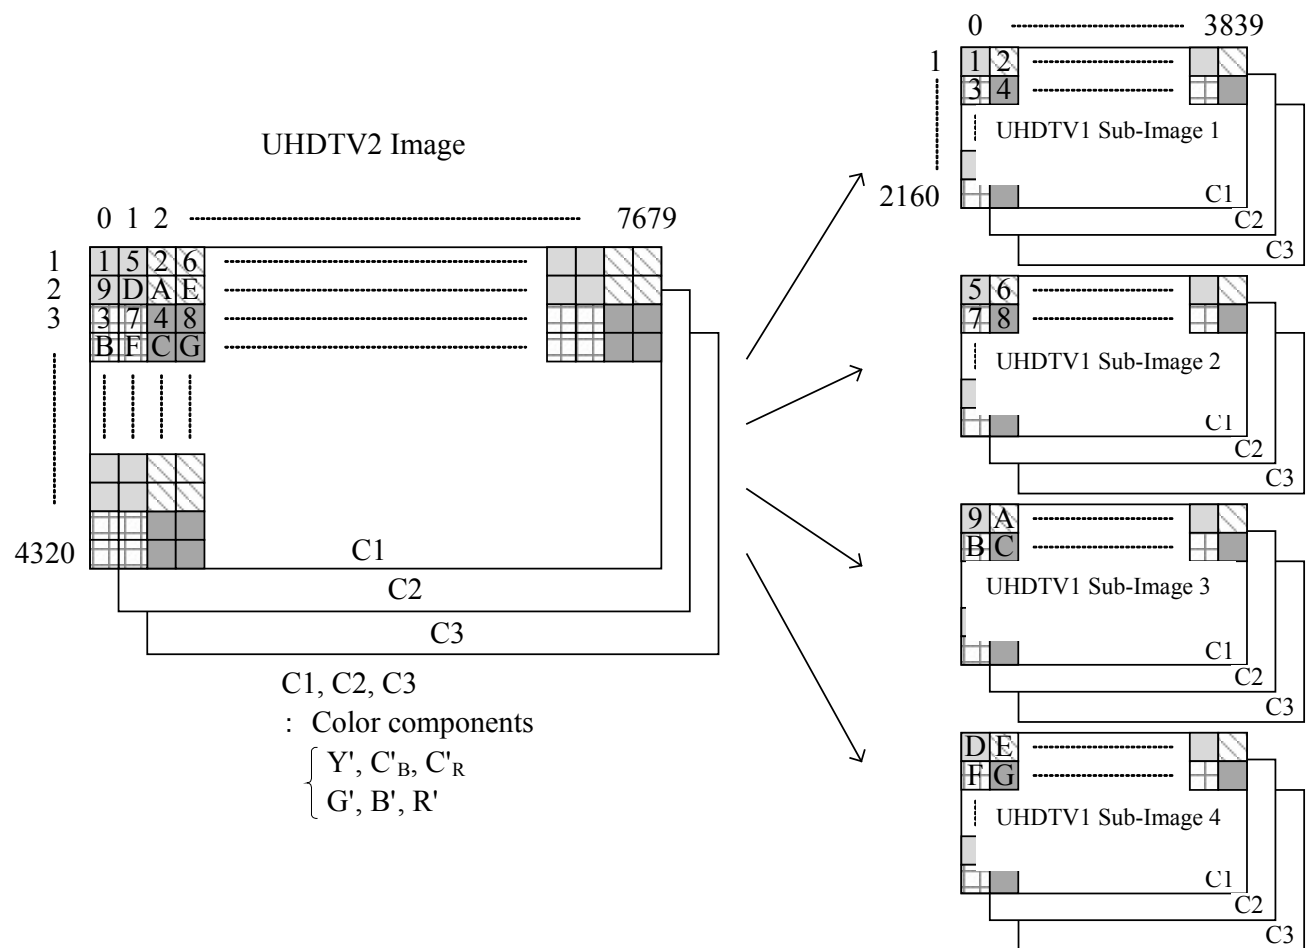 UHDTV2 Image
0 1 2 7679
1 1 5 2 6
2 9 D A E
3 3 7 4 8
B F C G
4320
C1
C2
C3
C1, C2, C3
: Color components
Y', C'B, C'R
G', B', R'
0 3839
1 1 2
3 4
UHDTV1 Sub-Image 1
2160
C1
C2
C3
5 6
7 8
UHDTV1 Sub-Image 2
C1
C2
C3
9 A
B C
UHDTV1 Sub-Image 3
C1
C2
C3
D E
F G
UHDTV1 Sub-Image 4
C1
C2
C3